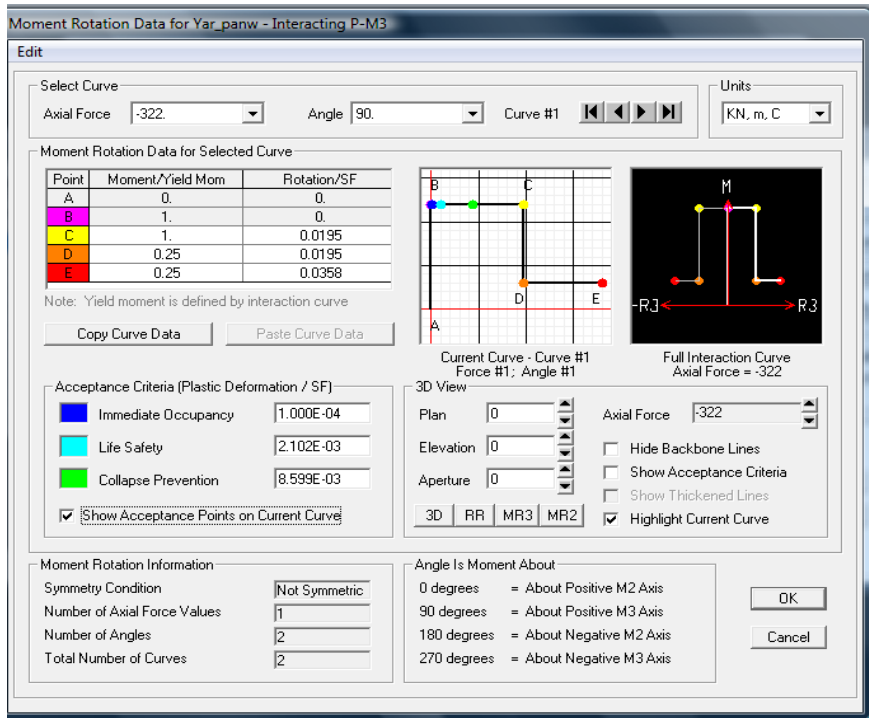 Moment Rotation Data for Yar_panw - Interacting P-M3
Edit
Select Curve
Axial Force -322. Angle 90. Curve #1
Units
KN, m, C
Moment Rotation Data for Selected Curve
Point Moment/Yield Mom Rotation/SF
A 0. 0.
B 1. 0.
C 1. 0.0195
D 0.25 0.0195
E 0.25 0.0358
Note: Yield moment is defined by interaction curve
Copy Curve Data Paste Curve Data
B C
D E
A
Current Curve - Curve #1
Force #1; Angle #1
M
-R3 R3
Full Interaction Curve
Axial Force = -322
Acceptance Criteria (Plastic Deformation / SF)
Immediate Occupancy 1.000E-04
Life Safety 2.102E-03
Collapse Prevention 8.599E-03
Show Acceptance Points on Current Curve
3D View
Plan 0
Elevation 0
Aperture 0
3D RR MR3 MR2
Axial Force -322
Hide Backbone Lines
Show Acceptance Criteria
Show Thickened Lines
Highlight Current Curve
Moment Rotation Information
Symmetry Condition Not Symmetric
Number of Axial Force Values 1
Number of Angles 2
Total Number of Curves 2
Angle Is Moment About
0 degrees = About Positive M2 Axis
90 degrees = About Positive M3 Axis
180 degrees = About Negative M2 Axis
270 degrees = About Negative M3 Axis
OK
Cancel